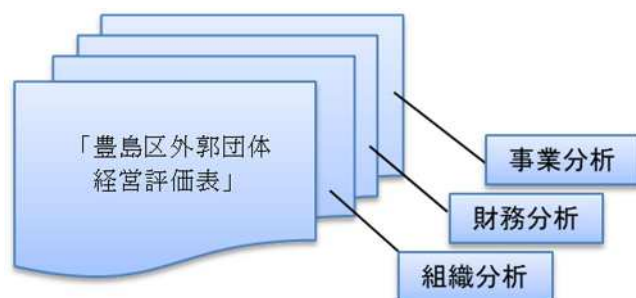 「豊島区外郭団体
経営評価表」
事業分析
財務分析
組織分析